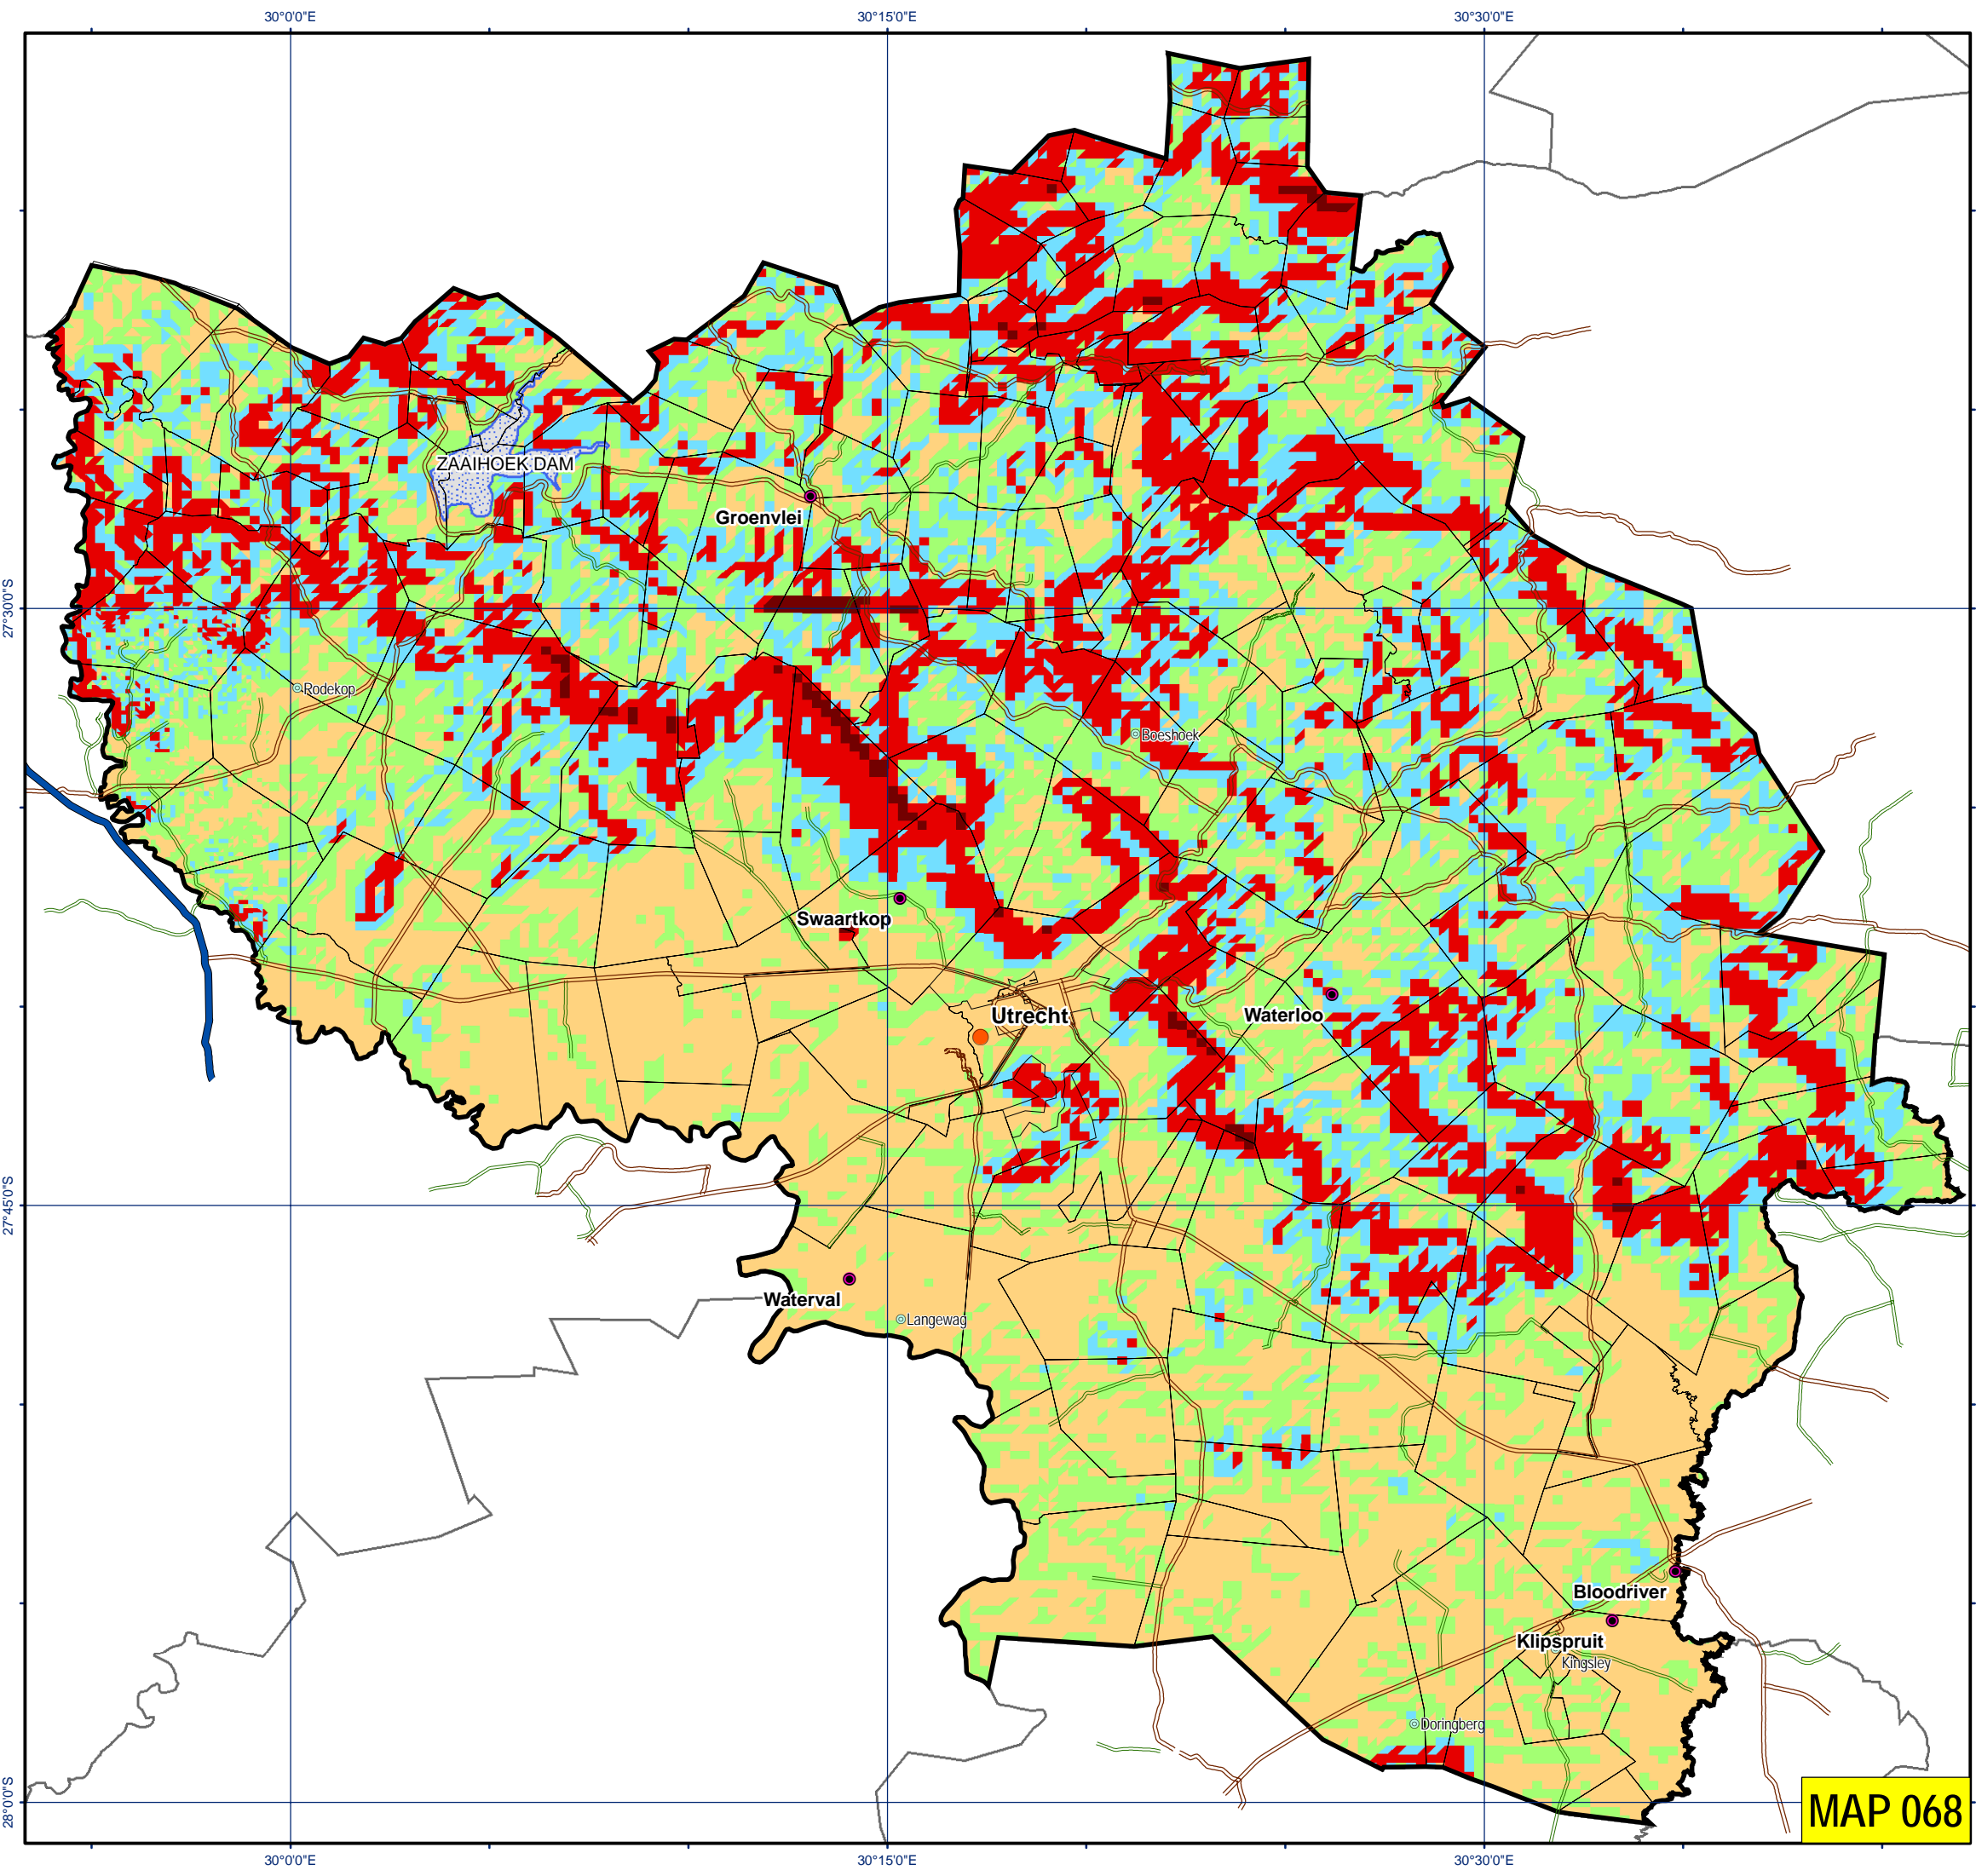 30°0'0"E
30°15'0"E
30°30'0"E
ZAAIHOEK DAM
Groenvlei
27°30'0"S
Rodekop
Boeshoek
Swaartkop
Utrecht
Waterloo
27°45'0"S
Waterval
Langewag
Bloodriver
Klipspruit
Kingsley
Doringberg
28°0'0"S
MAP 068
30°0'0"E
30°15'0"E
30°30'0"E